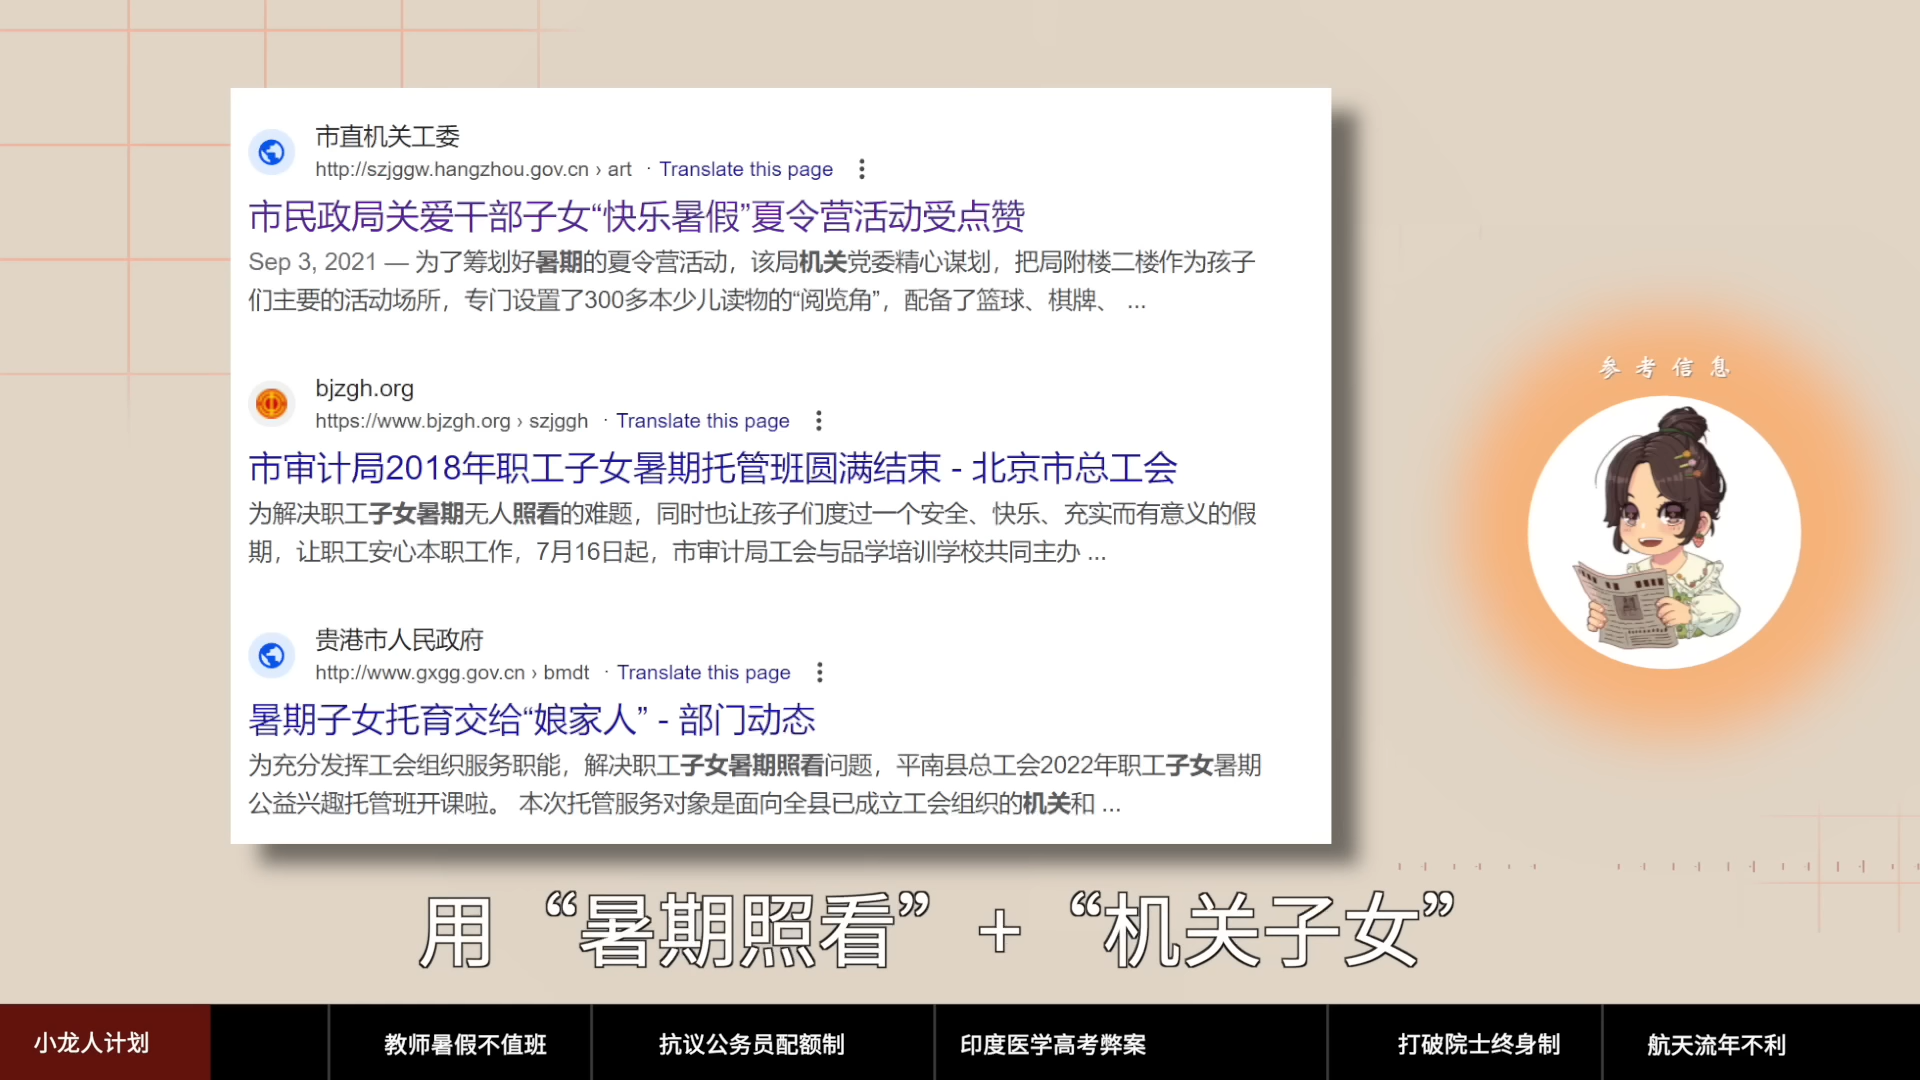 市直机关工委
http://szjggw.hangzhou.gov.cn › art · Translate this page
市民政局关爱干部子女“快乐暑假”夏令营活动受点赞
Sep 3, 2021 — 为了筹划好暑期的夏令营活动，该局机关党委精心谋划，把局附楼二楼作为孩子
们主要的活动场所，专门设置了300多本少儿读物的“阅览角”，配备了篮球、棋牌、 ...
bjzgh.org
https://www.bjzgh.org › szjggh · Translate this page
市审计局2018年职工子女暑期托管班圆满结束 - 北京市总工会
为解决职工子女暑期无人照看的难题，同时也让孩子们度过一个安全、快乐、充实而有意义的假
期，让职工安心本职工作，7月16日起，市审计局工会与品学培训学校共同主办 ...
贵港市人民政府
http://www.gxgg.gov.cn › bmdt · Translate this page
暑期子女托育交给“娘家人” - 部门动态
为充分发挥工会组织服务职能，解决职工子女暑期照看问题，平南县总工会2022年职工子女暑期
公益兴趣托管班开课啦。 本次托管服务对象是面向全县已成立工会组织的机关和 ...
参考信息
用“暑期照看”+“机关子女”
小龙人计划
教师暑假不值班
抗议公务员配额制
印度医学高考弊案
打破院士终身制
航天流年不利